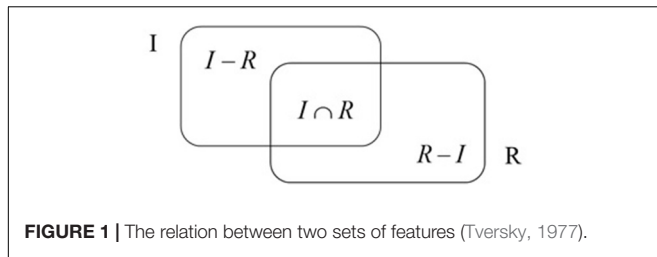 I
I – R
I ∩ R
R – I
R
FIGURE 1 | The relation between two sets of features (Tversky, 1977).